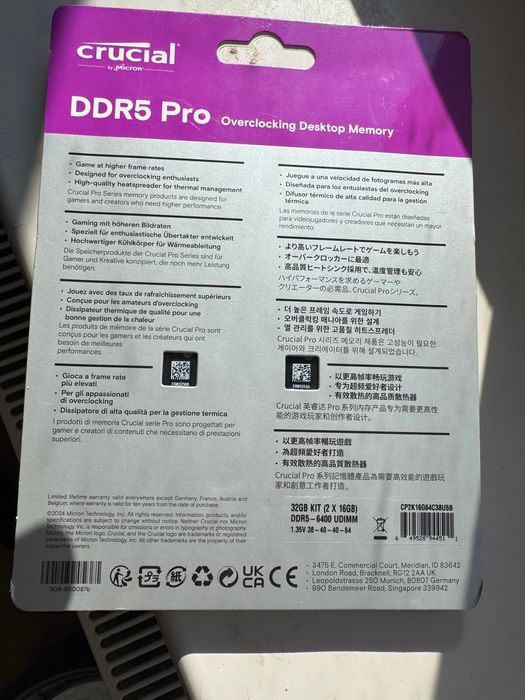 crucial
by Micron
DDR5 Pro Overclocking Desktop Memory
• Game at higher frame rates
• Designed for overclocking enthusiasts
• High-quality heatspreader for thermal management
Crucial Pro Series memory products are designed for
gamers and creators who need higher performance.
• Gaming mit höheren Bildraten
• Speziell für enthusiastische Übertakter entwickelt
• Hochwertiger Kühlkörper für Wärmeableitung
Die Speicherprodukte der Crucial Pro Series sind für
Gamer und Kreative konzipiert, die noch mehr Leistung
benötigen.
• Jouez avec des taux de rafraichissement supérieurs
• Conçue pour les amateurs d'overclocking
• Dissipateur thermique de qualité pour une
bonne gestion de la chaleur
Les produits de mémoire de la série Crucial Pro sont
conçus pour les gamers et les créateurs qui ont
besoin de meilleures
performances.
• Gioca a frame rate
più elevati
• Per gli appassionati
di overclocking
• Dissipatore di alta qualità per la gestione termica
I prodotti di memoria Crucial serie Pro sono progettati per
gamer e creatori di contenuti che necessitano di prestazioni
superiori.
• Juegue a una velocidad de fotogramas más alta
• Diseñada para los entusiastas del overclocking
• Difusor térmico de alta calidad para la gestión
térmica
Las memorias de la serie Crucial Pro están diseñadas
para videojugadores y creadores que necesitan un mayor
rendimiento.
• より高いフレームレートでゲームを楽しもう
• オーバークロッカーに最適
• 高品質ヒートシンク採用で、温度管理も安心
ハイパフォーマンスを求めるゲーマーや
クリエーターの必需品、Crucial Proシリーズ。
• 더 높은 프레임 속도로 게임하기
• 오버클럭킹 매니아를 위한 설계
• 열 관리를 위한 고품질 히트스프레더
Crucial Pro 시리즈 메모리 제품은 고성능이 필요한
게이머와 크리에이터를 위해 설계되었습니다.
• 以更高帧率畅玩游戏
• 专为超频爱好者设计
• 有效散热的高品质散热器
Crucial 英睿达 Pro 系列内存产品专为需要更高性
能的游戏玩家和创作者设计。
• 以更高幀率暢玩遊戲
• 為超頻愛好者打造
• 有效散熱的高品質散熱器
Crucial Pro 系列記憶體產品為需要高效能的遊戲玩
家和創意工作者打造。
Limited lifetime warranty valid everywhere except Germany, France, Austria and
Belgium, where warranty is valid for ten years from date of purchase.
©2024 Micron Technology, Inc. All rights reserved. Information, products, and/or
specifications are subject to change without notice. Neither Crucial nor Micron
Technology, Inc. is responsible for omissions or errors in typography or photography.
Micron, the Micron logo, Crucial, and the Crucial logo are trademarks or registered
trademarks of Micron Technology, Inc. All other trademarks are the property of their
respective owners.
32GB KIT (2 X 16GB)
DDR5-6400 UDIMM
1.35V 38-40-40-84
CP2K16G64C38U5B
6 49528 94451 1
紙
UK
CA
CE
• 3475 E. Commercial Court, Meridian, ID 83642
• London Road, Bracknell, RG12 2AA UK
• Leopoldstrasse 250 Munich, 80807 Germany
• 990 Bendemeer Road, Singapore 339942